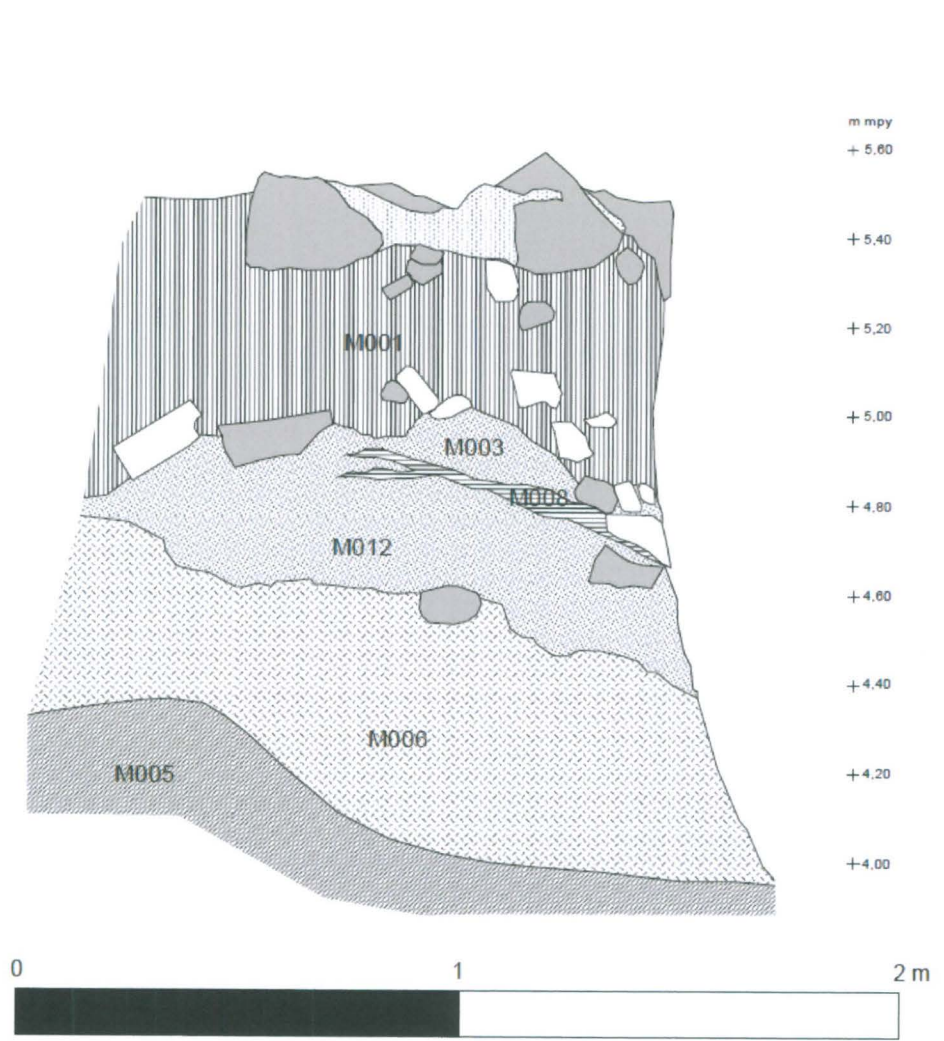 m mpy
+ 5,60
+ 5,40
+ 5,20
M001
+ 5,00
M003
M008
+ 4,80
M012
+ 4,60
+ 4,40
M006
M005
+ 4,20
+ 4,00
0 1 2 m